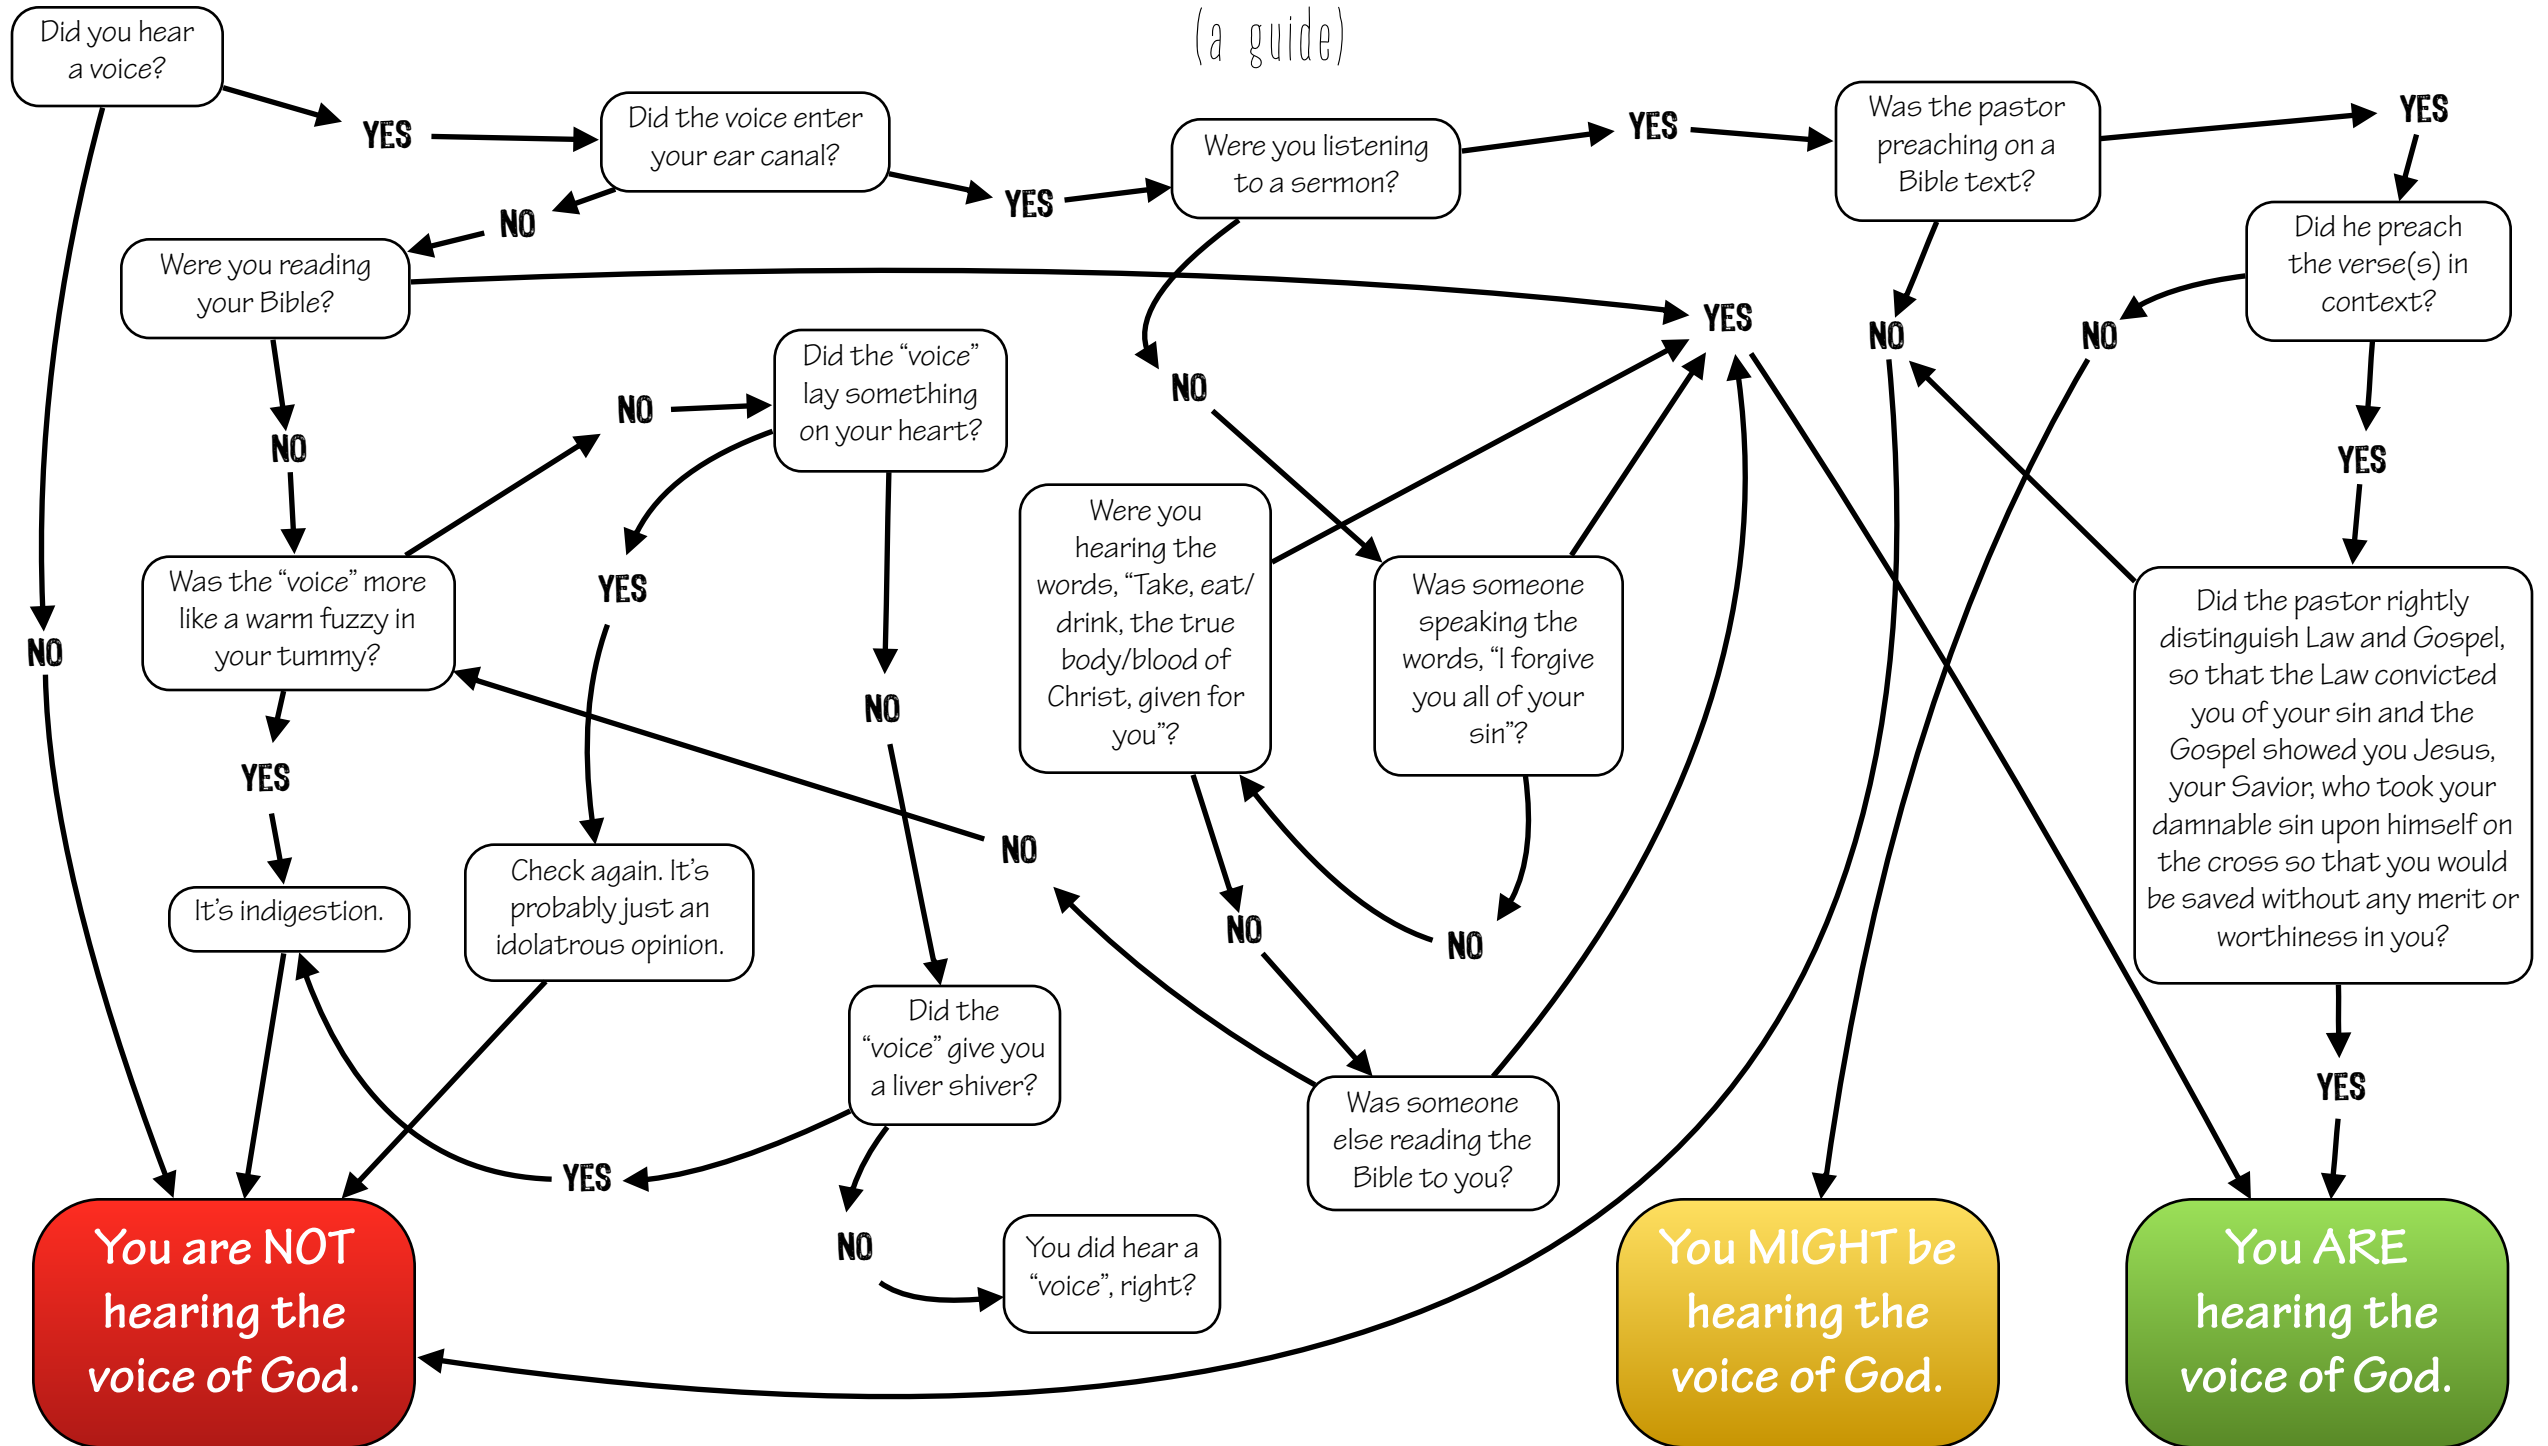 (a guide)
Did you hear
a voice?
YES
Did the voice enter
your ear canal?
YES
Were you listening
to a sermon?
YES
Was the pastor
preaching on a
Bible text?
YES
NO
Were you reading
your Bible?
Did he preach
the verse(s) in
context?
YES
NO
NO
NO
Did the “voice”
lay something
on your heart?
NO
NO
NO
YES
Were you
hearing the
words, “Take, eat/
drink, the true
body/blood of
Christ, given for
you”?
Was someone
speaking the
words, “I forgive
you all of your
sin”?
Was the “voice” more
like a warm fuzzy in
your tummy?
YES
NO
NO
Did the pastor rightly
distinguish Law and Gospel,
so that the Law convicted
you of your sin and the
Gospel showed you Jesus,
your Savior, who took your
damnable sin upon himself on
the cross so that you would
be saved without any merit or
worthiness in you?
YES
NO
It’s indigestion.
Check again. It’s
probably just an
idolatrous opinion.
NO
NO
Did the
“voice” give you
a liver shiver?
YES
Was someone
else reading the
Bible to you?
YES
NO
You did hear a
“voice”, right?
You are NOT
hearing the
voice of God.
You MIGHT be
hearing the
voice of God.
You ARE
hearing the
voice of God.